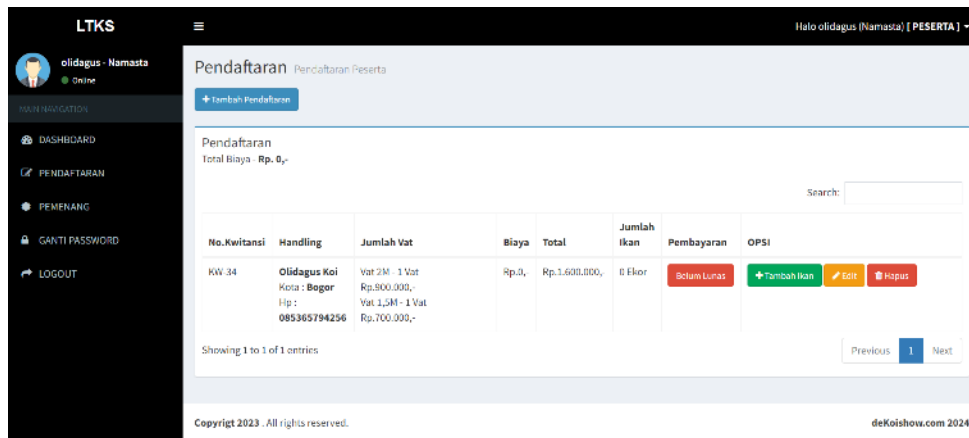 LTKS
Halo olidagus (Namasta) [ PESERTA ]
olidagus - Namasta
Online
MAIN NAVIGATION
DASHBOARD
PENDAFTARAN
PEMENANG
GANTI PASSWORD
LOGOUT
Pendaftaran Pendaftaran Peserta
+ Tambah Pendaftaran
Pendaftaran
Total Biaya - Rp. 0,-
Search:
No.Kwitansi Handling Jumlah Vat Biaya Total Jumlah Ikan Pembayaran OPSI
KW-34 Olidagus Koi Vat 2M - 1 Vat Rp.0,- Rp.1.600.000,- 0 Ekor Belum Lunas + Tambah Ikan Edit Hapus
Kota : Bogor Rp.900.000,-
Hp : Vat 1,5M - 1 Vat
085365794256 Rp.700.000,-
Showing 1 to 1 of 1 entries
Previous 1 Next
Copyrigt 2023 . All rights reserved.
deKoishow.com 2024